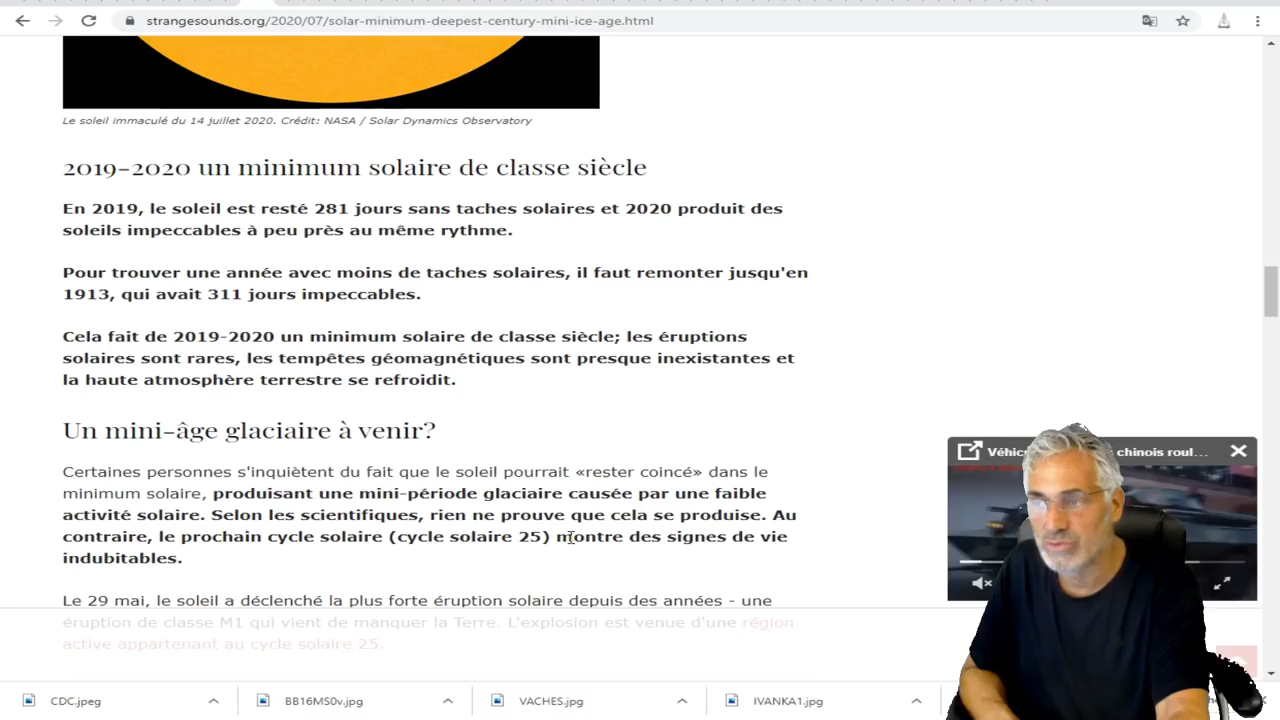 strangesounds.org/2020/07/solar-minimum-deepest-century-mini-ice-age.html
Le soleil immaculé du 14 juillet 2020. Crédit: NASA / Solar Dynamics Observatory
2019-2020 un minimum solaire de classe siècle
En 2019, le soleil est resté 281 jours sans taches solaires et 2020 produit des
soleils impeccables à peu près au même rythme.
Pour trouver une année avec moins de taches solaires, il faut remonter jusqu'en
1913, qui avait 311 jours impeccables.
Cela fait de 2019-2020 un minimum solaire de classe siècle; les éruptions
solaires sont rares, les tempêtes géomagnétiques sont presque inexistantes et
la haute atmosphère terrestre se refroidit.
Un mini-âge glaciaire à venir?
Certaines personnes s'inquiètent du fait que le soleil pourrait «rester coincé» dans le
minimum solaire, produisant une mini-période glaciaire causée par une faible
activité solaire. Selon les scientifiques, rien ne prouve que cela se produise. Au
contraire, le prochain cycle solaire (cycle solaire 25) montre des signes de vie
indubitables.
Véhic chinois roul...
Le 29 mai, le soleil a déclenché la plus forte éruption solaire depuis des années - une
éruption de classe M1 qui vient de manquer la Terre. L'explosion est venue d'une région
active appartenant au cycle solaire 25.
CDC.jpeg
BB16MS0v.jpg
VACHES.jpg
IVANKA1.jpg